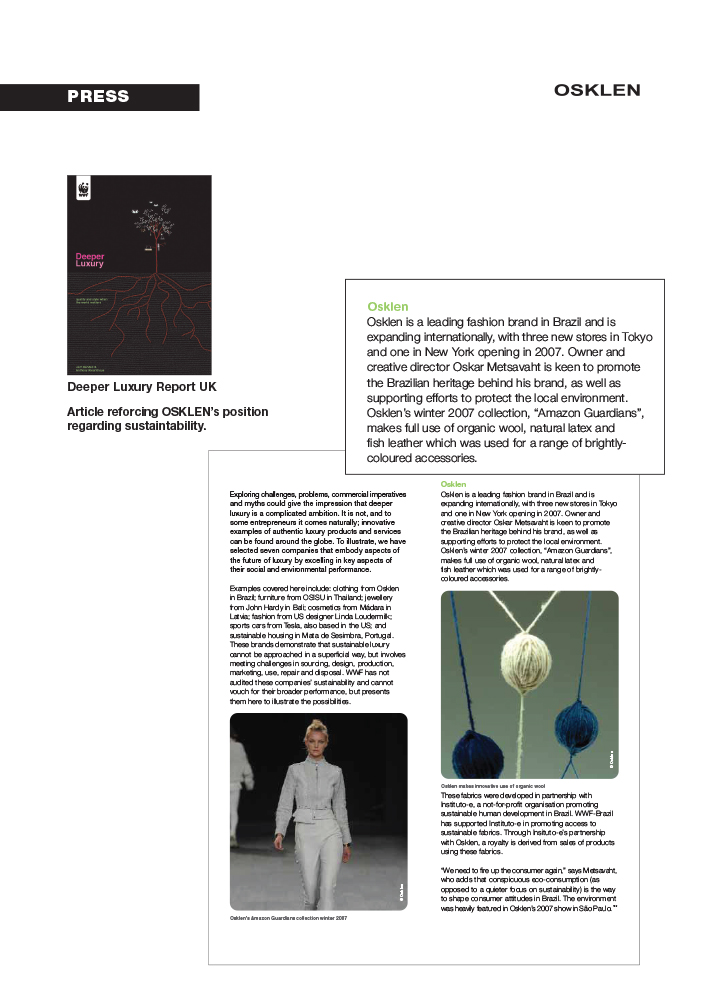 PRESS
OSKLEN
WWF
Deeper
Luxury
Deeper Luxury Report UK
Article reforcing OSKLEN's position
regarding sustaintability.
Osklen
Osklen is a leading fashion brand in Brazil and is
expanding internationally, with three new stores in Tokyo
and one in New York opening in 2007. Owner and
creative director Oskar Metsavaht is keen to promote
the Brazilian heritage behind his brand, as well as
supporting efforts to protect the local environment.
Osklen's winter 2007 collection, “Amazon Guardians”,
makes full use of organic wool, natural latex and
fish leather which was used for a range of brightly-
coloured accessories.
Exploring challenges, problems, commercial imperatives
and myths could give the impression that deeper
luxury is a complicated ambition. It is not, and to
some entrepreneurs it comes naturally; innovative
examples of authentic luxury products and services
can be found around the globe. To illustrate, we have
selected seven companies that embody aspects of
the future of luxury by excelling in key aspects of
their social and environmental performance.
Examples covered here include: clothing from Osklen
in Brazil; furniture from OSISU in Thailand; jewellery
from John Hardy in Bali; cosmetics from Mádara in
Latvia; fashion from US designer Linda Loudermilk;
sports cars from Tesla, also based in the US; and
sustainable housing in Mata de Sesimbra, Portugal.
These brands demonstrate that sustainable luxury
cannot be approached in a superficial way, but involves
meeting challenges in sourcing, design, production,
marketing, use, repair and disposal. WWF has not
audited these companies' sustainability and cannot
vouch for their broader performance, but presents
them here to illustrate the possibilities.
© Osklen
Osklen's Amazon Guardians collection winter 2007
Osklen
Osklen is a leading fashion brand in Brazil and is
expanding internationally, with three new stores in Tokyo
and one in New York opening in 2007. Owner and
creative director Oskar Metsavaht is keen to promote
the Brazilian heritage behind his brand, as well as
supporting efforts to protect the local environment.
Osklen's winter 2007 collection, “Amazon Guardians”,
makes full use of organic wool, natural latex and
fish leather which was used for a range of brightly-
coloured accessories.
© Osklen
Osklen makes innovative use of organic wool
These fabrics were developed in partnership with
Instituto-e, a not-for-profit organisation promoting
sustainable human development in Brazil. WWF-Brazil
has supported Instituto-e in promoting access to
sustainable fabrics. Through Insituto-e's partnership
with Osklen, a royalty is derived from sales of products
using these fabrics.
“We need to fire up the consumer again,” says Metsavaht,
who adds that conspicuous eco-consumption (as
opposed to a quieter focus on sustainability) is the way
to shape consumer attitudes in Brazil. The environment
was heavily featured in Osklen's 2007 show in São Paulo.